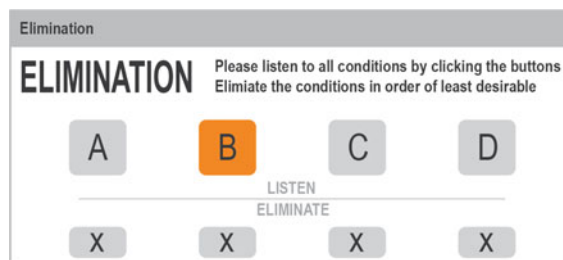 Elimination
ELIMINATION
Please listen to all conditions by clicking the buttons
Elimiate the conditions in order of least desirable
A B C D
LISTEN
ELIMINATE
X X X X